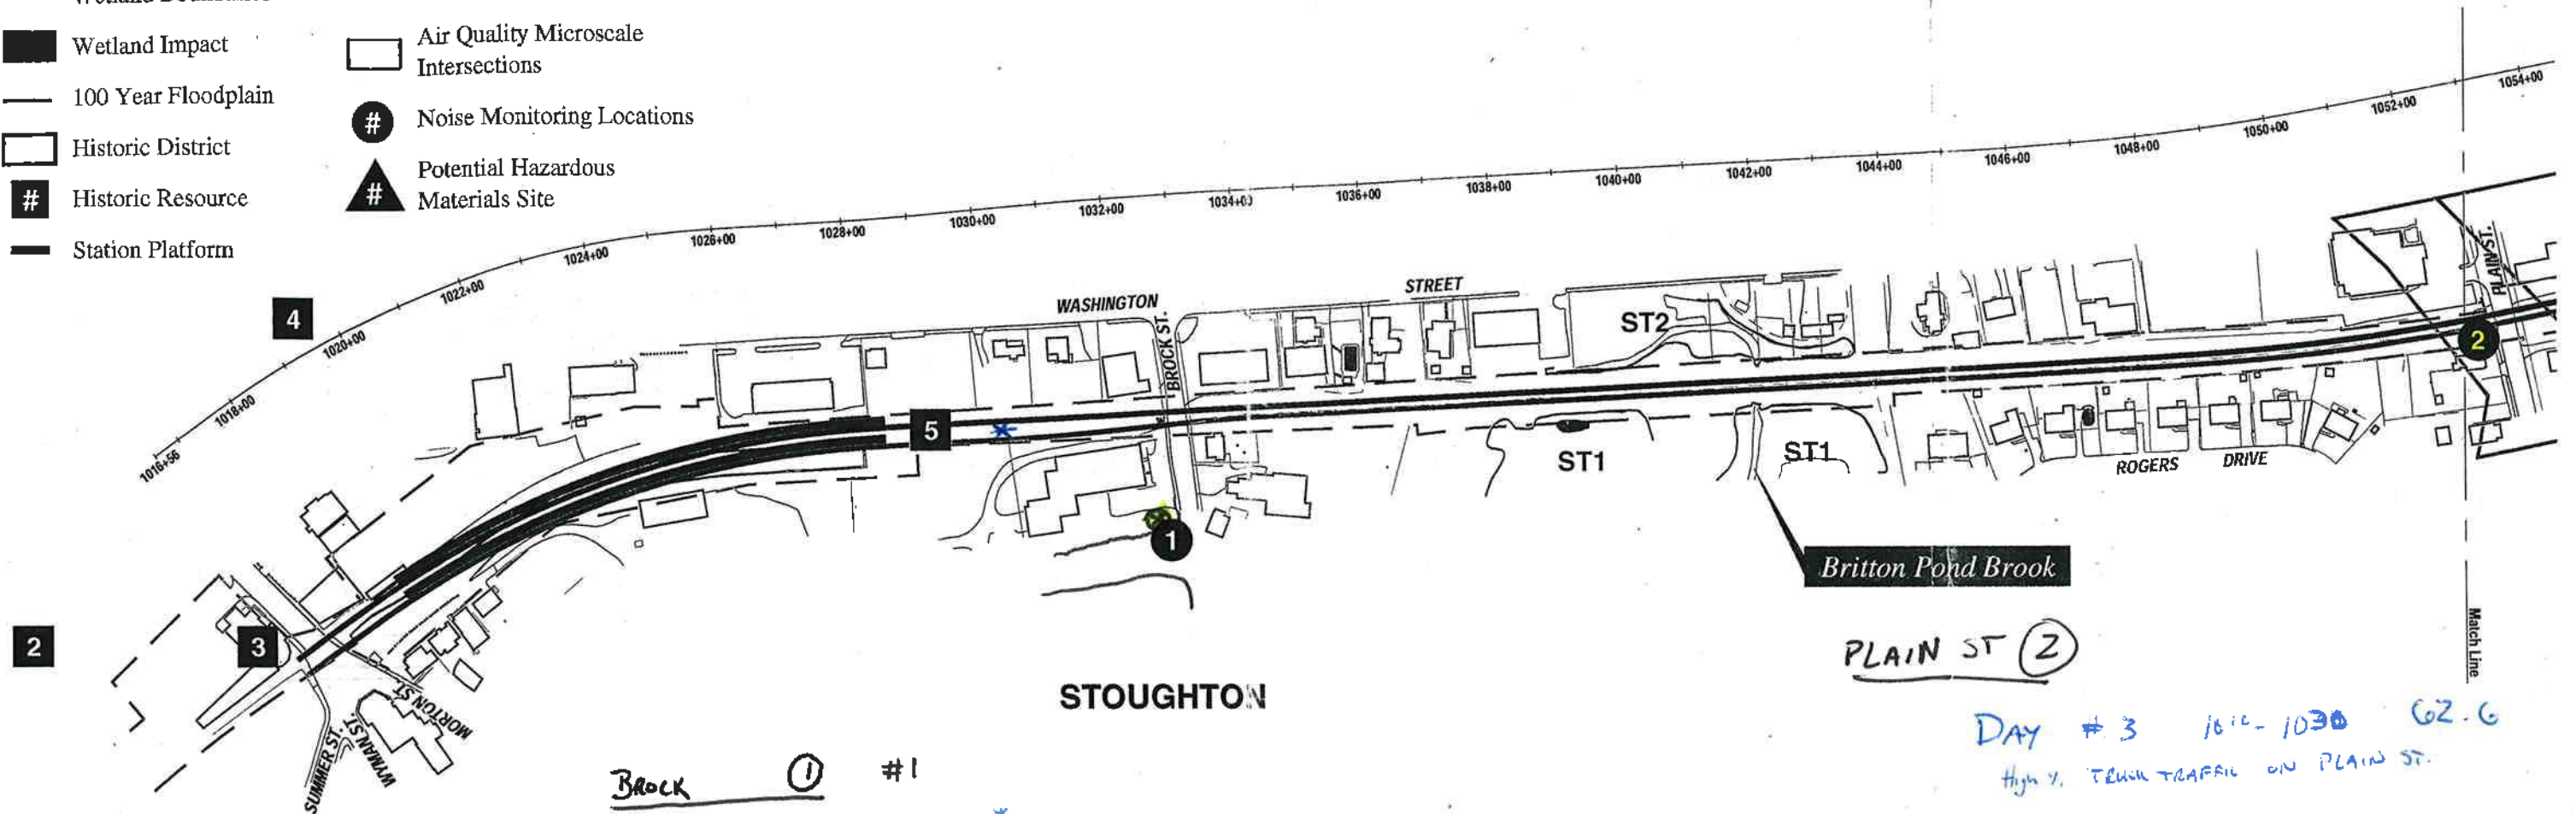 Wetland Impact
100 Year Floodplain
Historic District
# Historic Resource
Station Platform
Air Quality Microscale
Intersections
# Noise Monitoring Locations
# Potential Hazardous
Materials Site
1016+56
1018+00
1020+00
1022+00
1024+00
1026+00
1028+00
1030+00
1032+00
1034+00
1036+00
1038+00
1040+00
1042+00
1044+00
1046+00
1048+00
1050+00
1052+00
1054+00
4
WASHINGTON
STREET
BROCK ST.
ST2
PLAIN ST.
2
5
ST1
ST1
ROGERS DRIVE
1
Britton Pond Brook
2
3
MORTON ST.
WYMAN ST.
SUMMER ST.
STOUGHTON
Match Line
PLAIN ST 2
BROCK 1 #1
DAY #3 1030 62.6
High %. TRUCK TRAFFIC ON PLAIN ST.